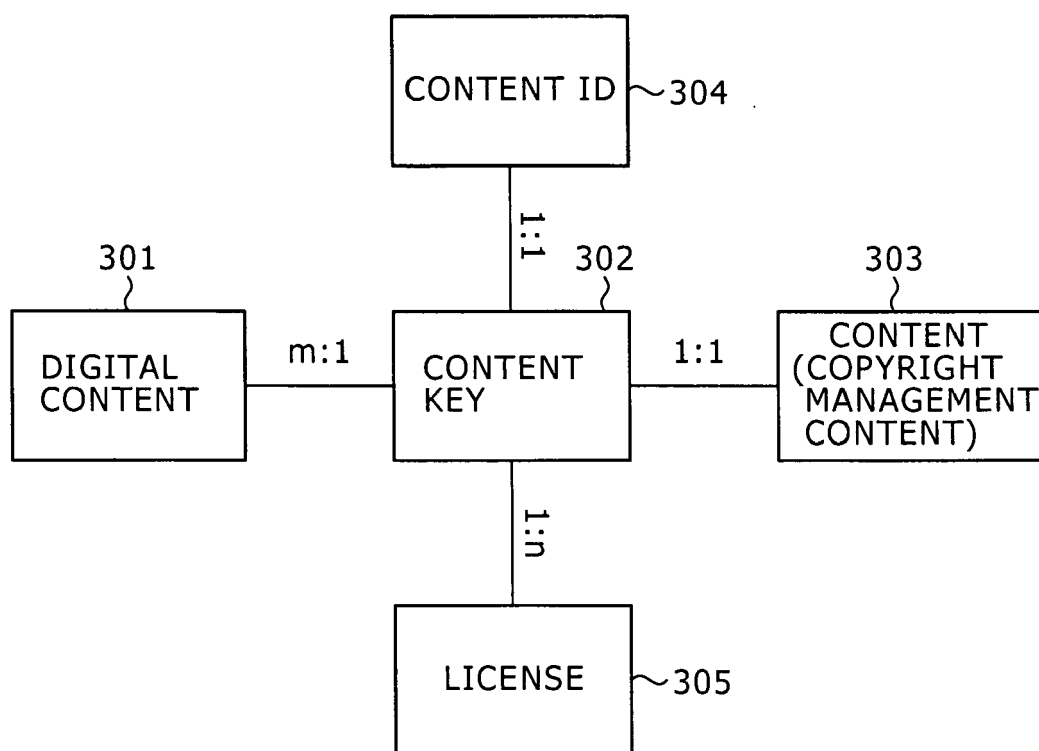 CONTENT ID
304
1:1
301
302
303
DIGITAL
CONTENT
m:1
CONTENT
KEY
1:1
CONTENT
(COPYRIGHT
MANAGEMENT
CONTENT)
1:n
LICENSE
305